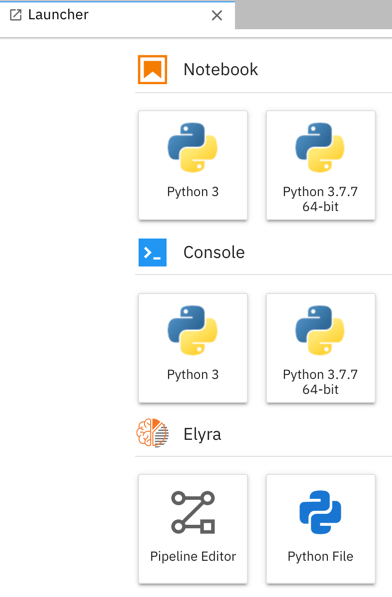 Launcher
Notebook
Python 3
Python 3.7.7
64-bit
Console
Python 3
Python 3.7.7
64-bit
Elyra
Pipeline Editor
Python File